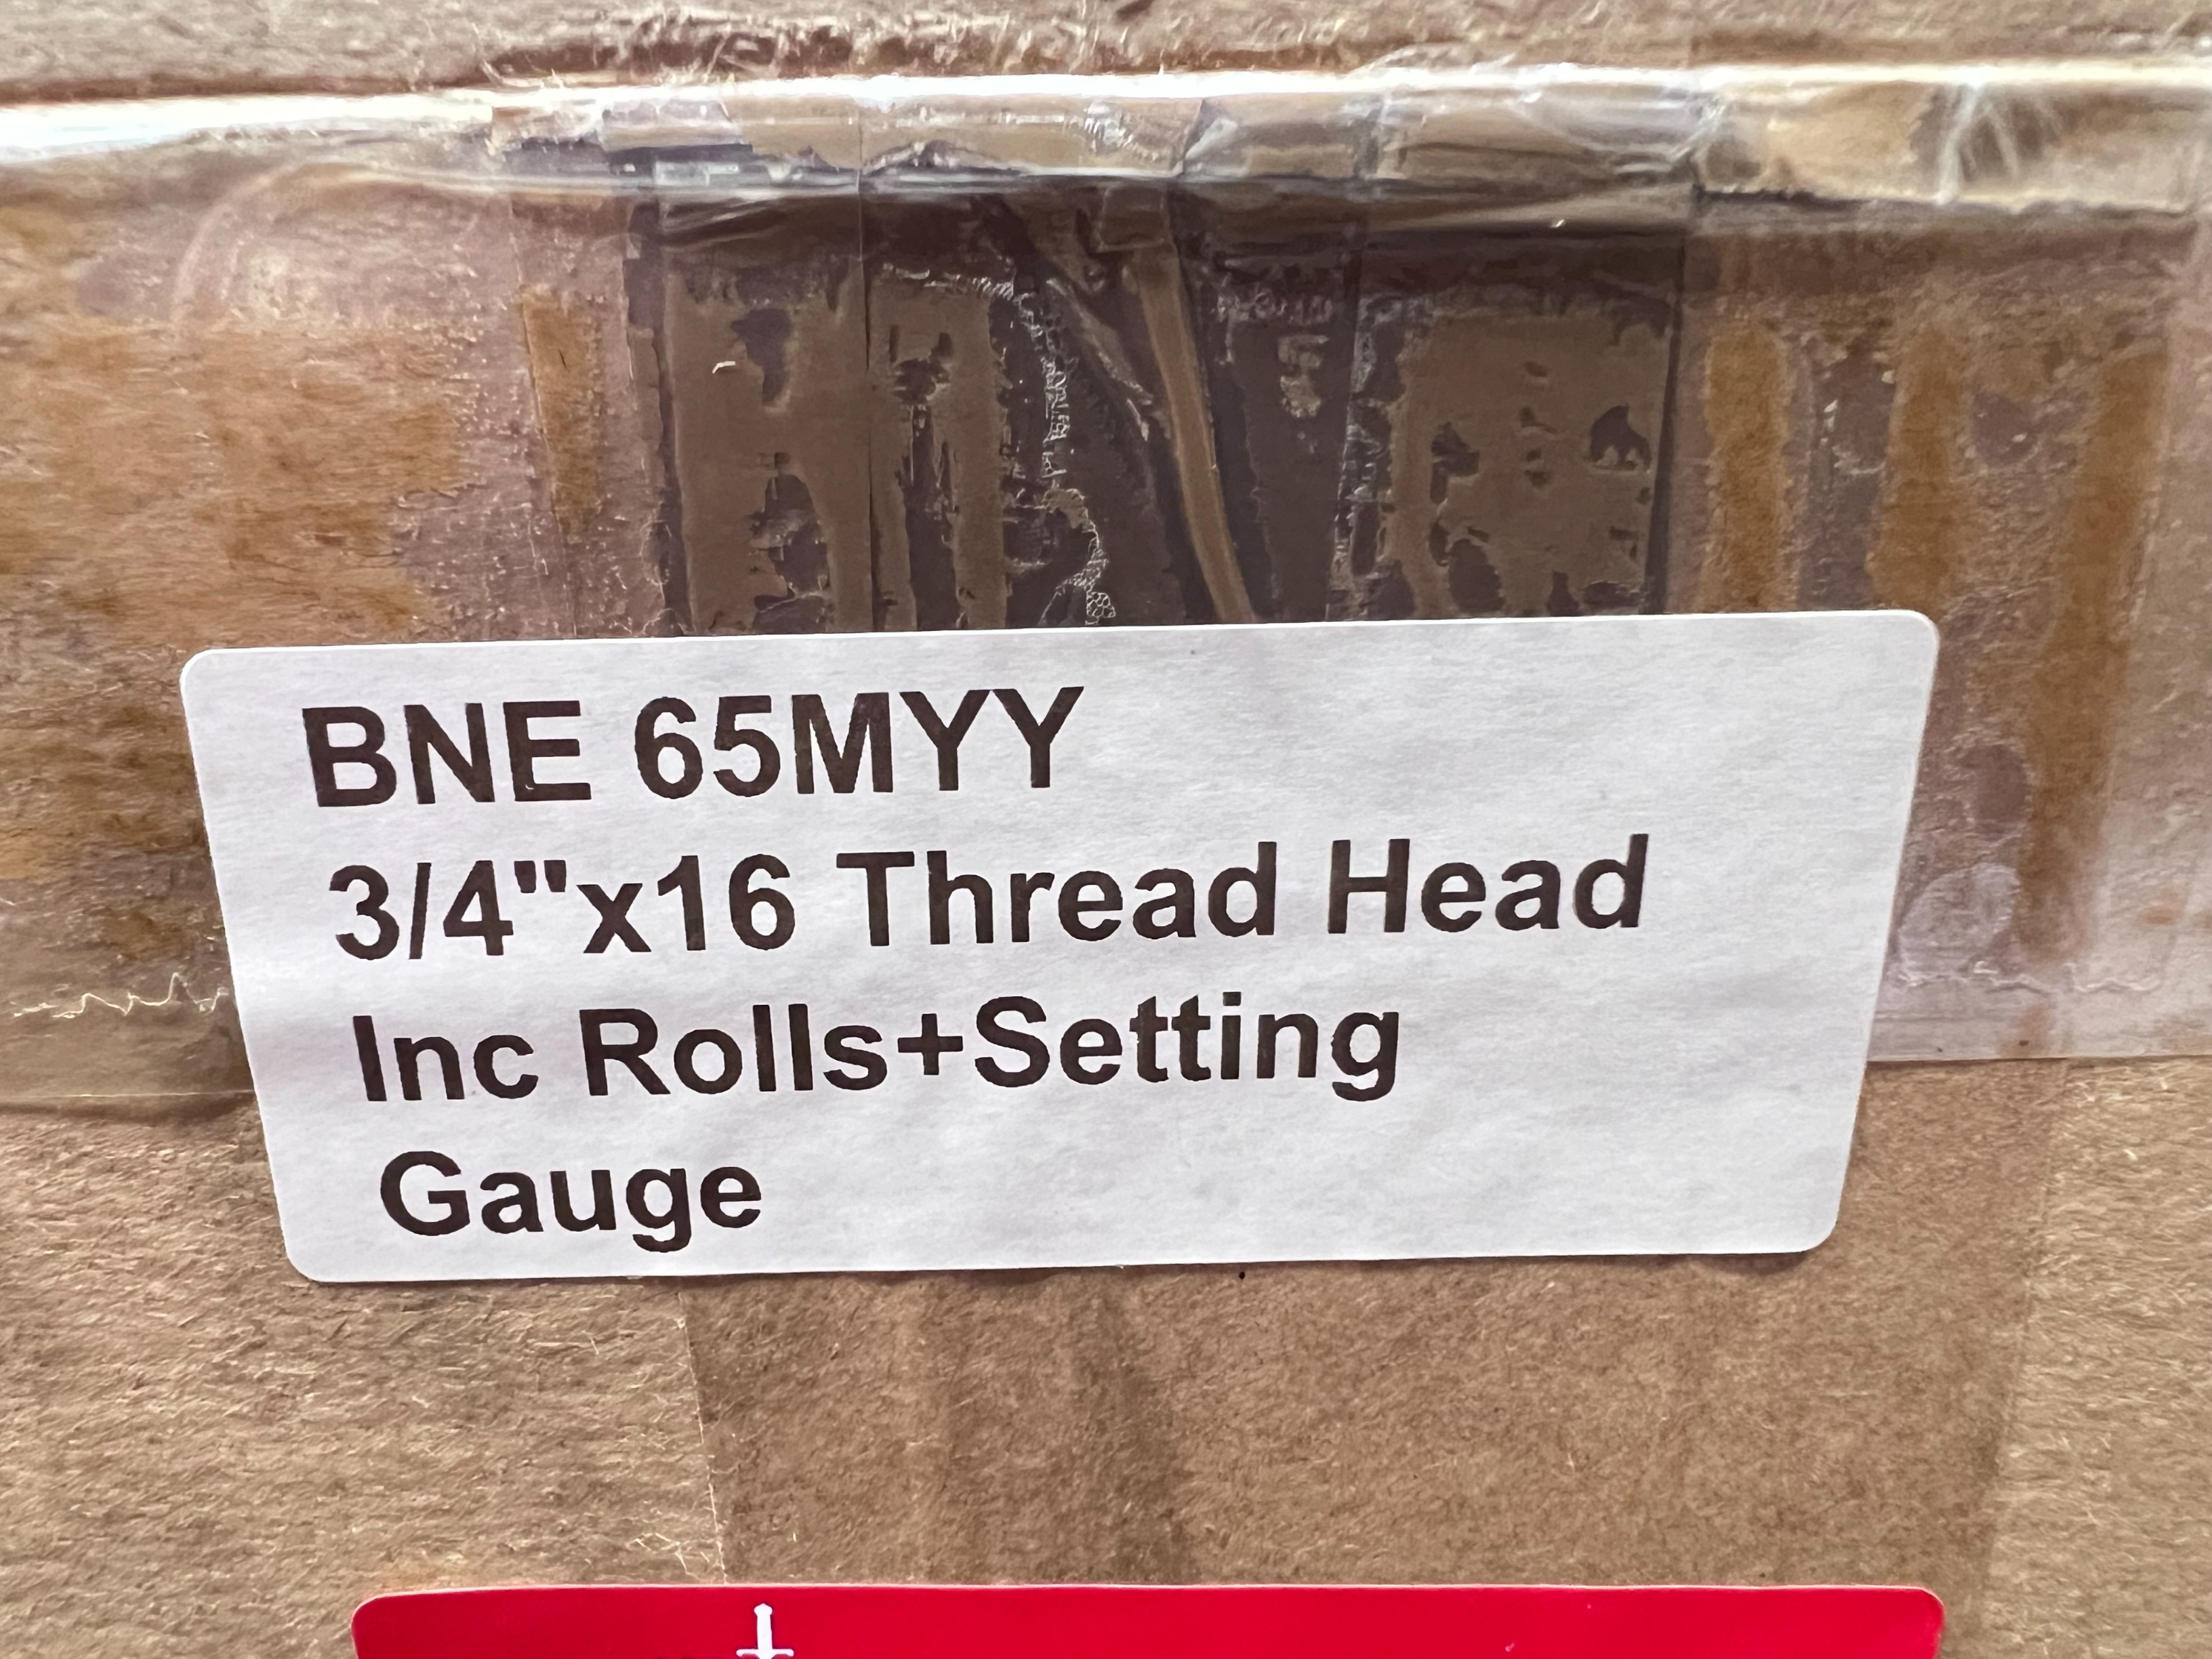 BNE 65MYY
3/4"x16 Thread Head
Inc Rolls+Setting
Gauge